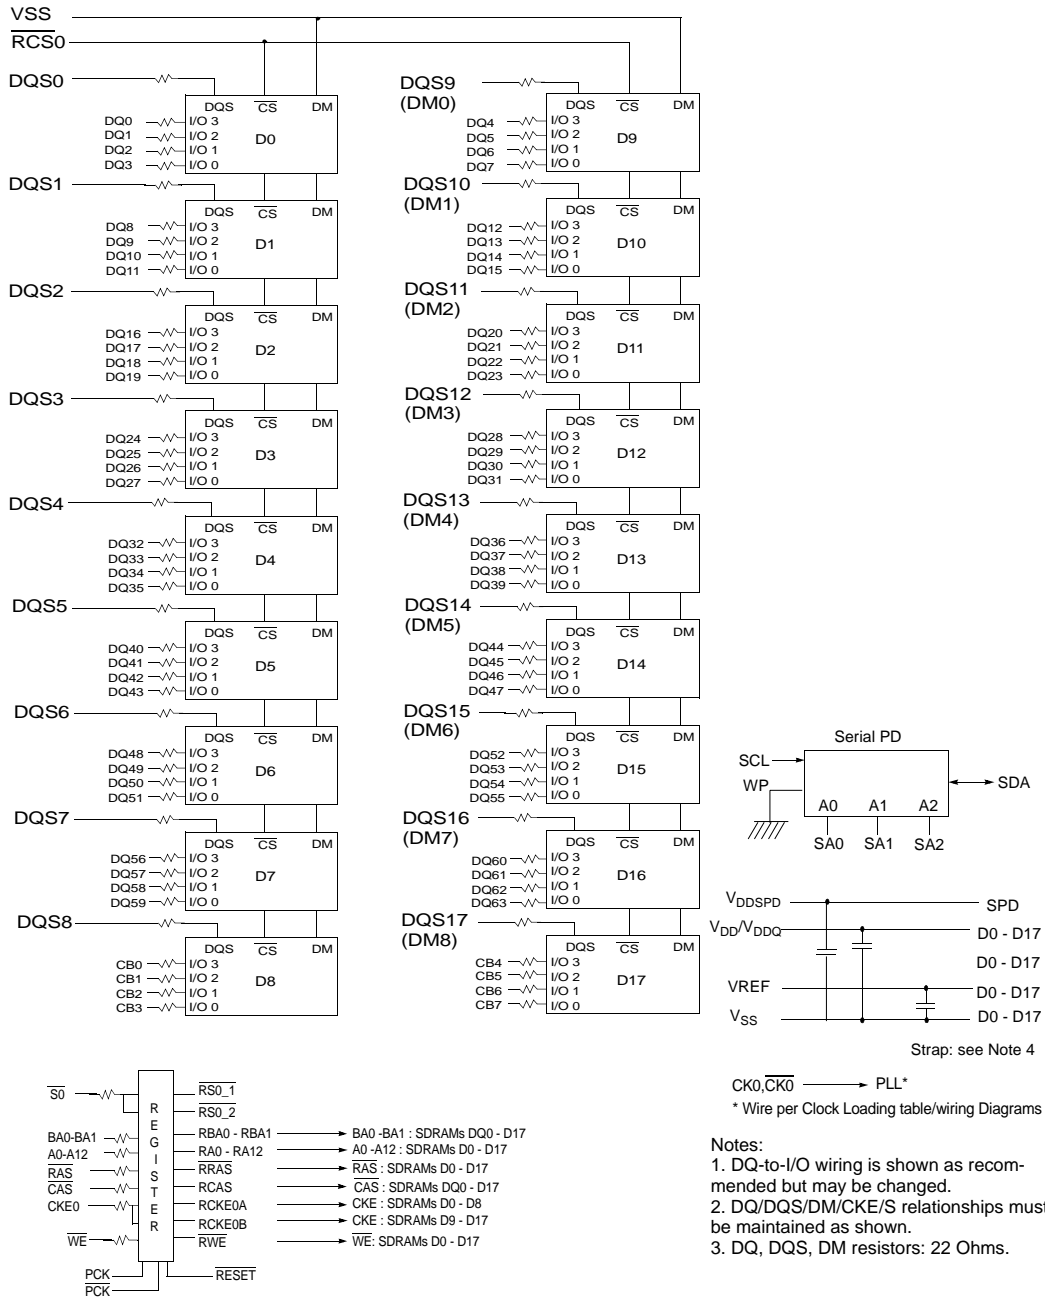 VSS
RCS0
DQS0
DQS CS DM
DQ0 I/O 3
DQ1 I/O 2
DQ2 I/O 1
DQ3 I/O 0
D0
DQS1
DQS CS DM
DQ8 I/O 3
DQ9 I/O 2
DQ10 I/O 1
DQ11 I/O 0
D1
DQS2
DQS CS DM
DQ16 I/O 3
DQ17 I/O 2
DQ18 I/O 1
DQ19 I/O 0
D2
DQS3
DQS CS DM
DQ24 I/O 3
DQ25 I/O 2
DQ26 I/O 1
DQ27 I/O 0
D3
DQS4
DQS CS DM
DQ32 I/O 3
DQ33 I/O 2
DQ34 I/O 1
DQ35 I/O 0
D4
DQS5
DQS CS DM
DQ40 I/O 3
DQ41 I/O 2
DQ42 I/O 1
DQ43 I/O 0
D5
DQS6
DQS CS DM
DQ48 I/O 3
DQ49 I/O 2
DQ50 I/O 1
DQ51 I/O 0
D6
DQS7
DQS CS DM
DQ56 I/O 3
DQ57 I/O 2
DQ58 I/O 1
DQ59 I/O 0
D7
DQS8
DQS CS DM
CB0 I/O 3
CB1 I/O 2
CB2 I/O 1
CB3 I/O 0
D8
DQS9
(DM0)
DQS CS DM
DQ4 I/O 3
DQ5 I/O 2
DQ6 I/O 1
DQ7 I/O 0
D9
DQS10
(DM1)
DQS CS DM
DQ12 I/O 3
DQ13 I/O 2
DQ14 I/O 1
DQ15 I/O 0
D10
DQS11
(DM2)
DQS CS DM
DQ20 I/O 3
DQ21 I/O 2
DQ22 I/O 1
DQ23 I/O 0
D11
DQS12
(DM3)
DQS CS DM
DQ28 I/O 3
DQ29 I/O 2
DQ30 I/O 1
DQ31 I/O 0
D12
DQS13
(DM4)
DQS CS DM
DQ36 I/O 3
DQ37 I/O 2
DQ38 I/O 1
DQ39 I/O 0
D13
DQS14
(DM5)
DQS CS DM
DQ44 I/O 3
DQ45 I/O 2
DQ46 I/O 1
DQ47 I/O 0
D14
DQS15
(DM6)
DQS CS DM
DQ52 I/O 3
DQ53 I/O 2
DQ54 I/O 1
DQ55 I/O 0
D15
DQS16
(DM7)
DQS CS DM
DQ60 I/O 3
DQ61 I/O 2
DQ62 I/O 1
DQ63 I/O 0
D16
DQS17
(DM8)
DQS CS DM
CB4 I/O 3
CB5 I/O 2
CB6 I/O 1
CB7 I/O 0
D17
Serial PD
SCL
WP
SDA
A0 A1 A2
SA0 SA1 SA2
VDDSPD SPD
VDD/VDDQ D0 - D17
D0 - D17
VREF D0 - D17
VSS D0 - D17
Strap: see Note 4
CK0,CK0 PLL*
* Wire per Clock Loading table/wiring Diagrams
Notes:
1. DQ-to-I/O wiring is shown as recom-
mended but may be changed.
2. DQ/DQS/DM/CKE/S relationships must
be maintained as shown.
3. DQ, DQS, DM resistors: 22 Ohms.
REGISTER
S0 RS0_1
RS0_2
BA0-BA1 RBA0 - RBA1 BA0 -BA1 : SDRAMs DQ0 - D17
A0-A12 RA0 - RA12 A0 -A12 : SDRAMs D0 - D17
RAS RRAS RAS : SDRAMs D0 - D17
CAS RCAS CAS : SDRAMs DQ0 - D17
CKE0 RCKE0A CKE : SDRAMs D0 - D8
RCKE0B CKE : SDRAMs D9 - D17
WE RWE WE: SDRAMs D0 - D17
PCK RESET
PCK